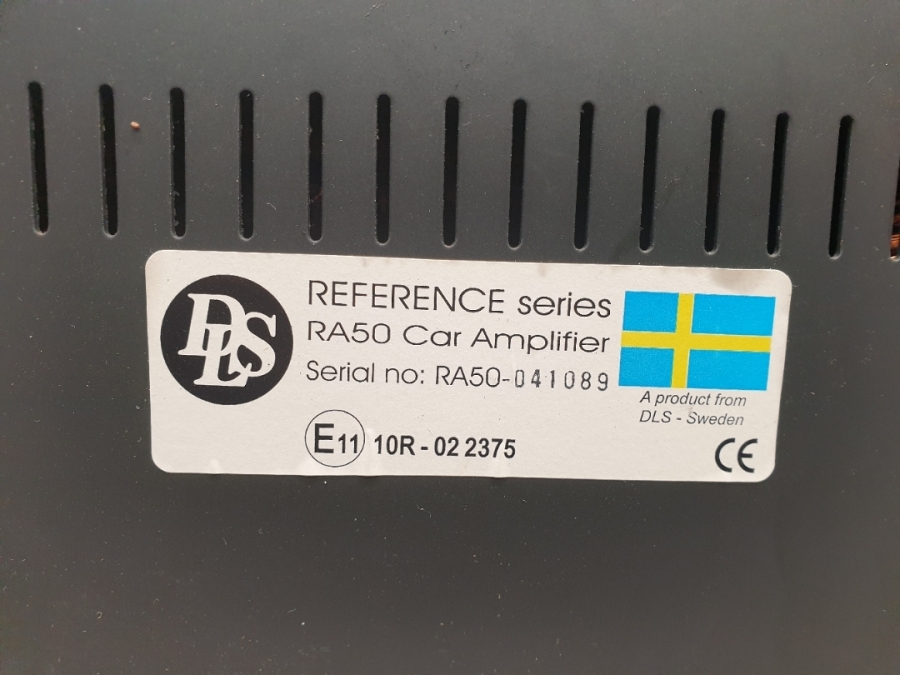 DLS
REFERENCE series
RA50 Car Amplifier
Serial no: RA50-041089
A product from
DLS - Sweden
E11 10R - 02 2375
CE